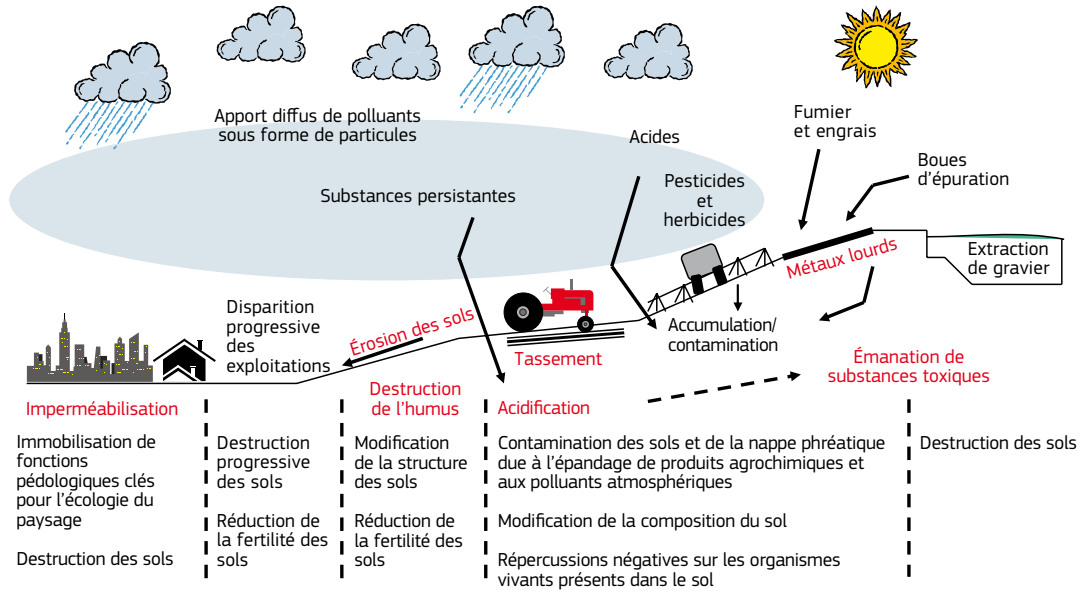 Apport diffus de polluants
sous forme de particules
Acides
Fumier
et engrais
Boues
d'épuration
Substances persistantes
Pesticides
et
herbicides
Métaux lourds
Extraction
de gravier
Disparition
progressive
des
exploitations
Érosion des sols
Tassement
Accumulation/
contamination
Émanation de
substances toxiques
Imperméabilisation
Destruction
de l'humus
Acidification
Immobilisation de
fonctions
pédologiques clés
pour l'écologie du
paysage
Destruction des sols
Destruction
progressive
des sols
Réduction de
la fertilité des
sols
Modification
de la structure
des sols
Réduction de
la fertilité des
sols
Contamination des sols et de la nappe phréatique
due à l'épandage de produits agrochimiques et
aux polluants atmosphériques
Modification de la composition du sol
Répercussions négatives sur les organismes
vivants présents dans le sol
Destruction des sols